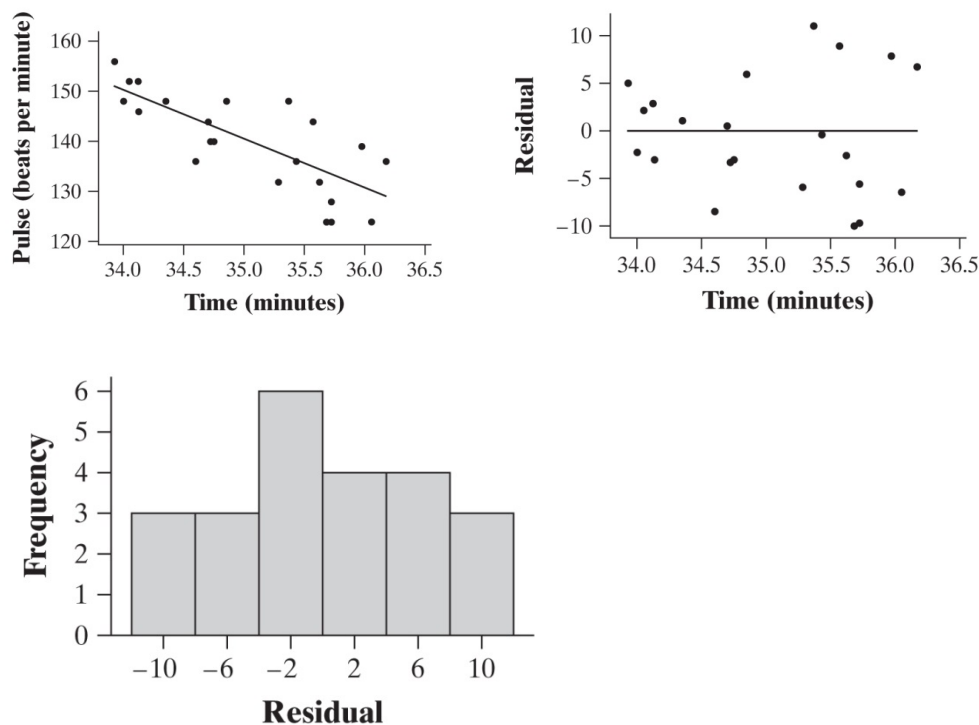 Pulse (beats per minute)
160
150
140
130
120
34.0 34.5 35.0 35.5 36.0 36.5
Time (minutes)
Residual
10
5
0
−5
−10
34.0 34.5 35.0 35.5 36.0 36.5
Time (minutes)
Frequency
6
5
4
3
2
1
0
−10 −6 −2 2 6 10
Residual